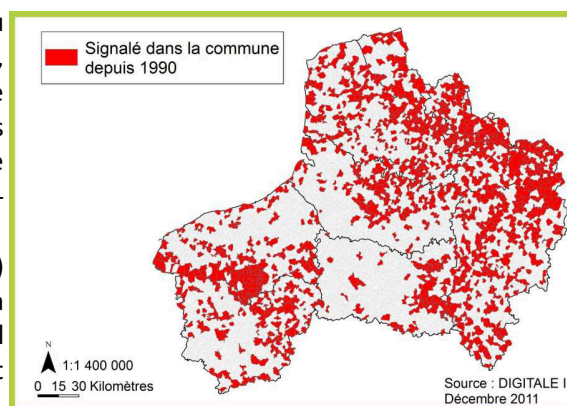 Signalé dans la commune
depuis 1990
N
1:1 400 000
0 15 30 Kilomètres
Source : DIGITALE I
Décembre 2011